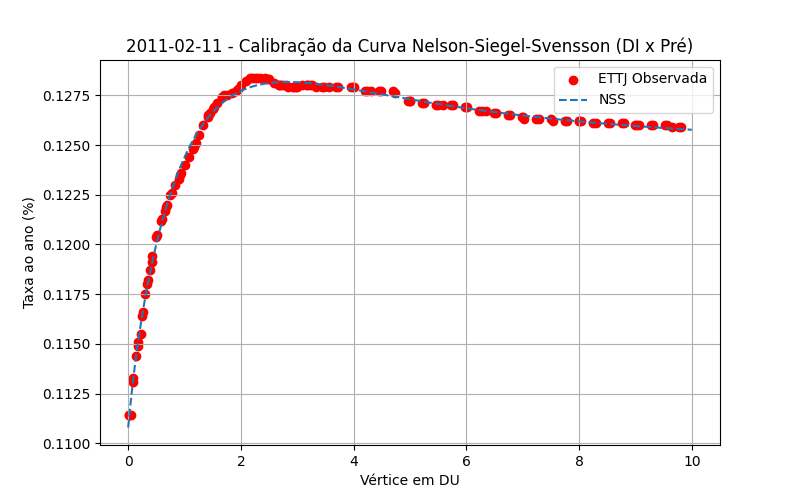 2011-02-11 - Calibração da Curva Nelson-Siegel-Svensson (DI x Pré)
ETTJ Observada
NSS
Taxa ao ano (%)
0.1275
0.1250
0.1225
0.1200
0.1175
0.1150
0.1125
0.1100
0
2
4
6
8
10
Vértice em DU